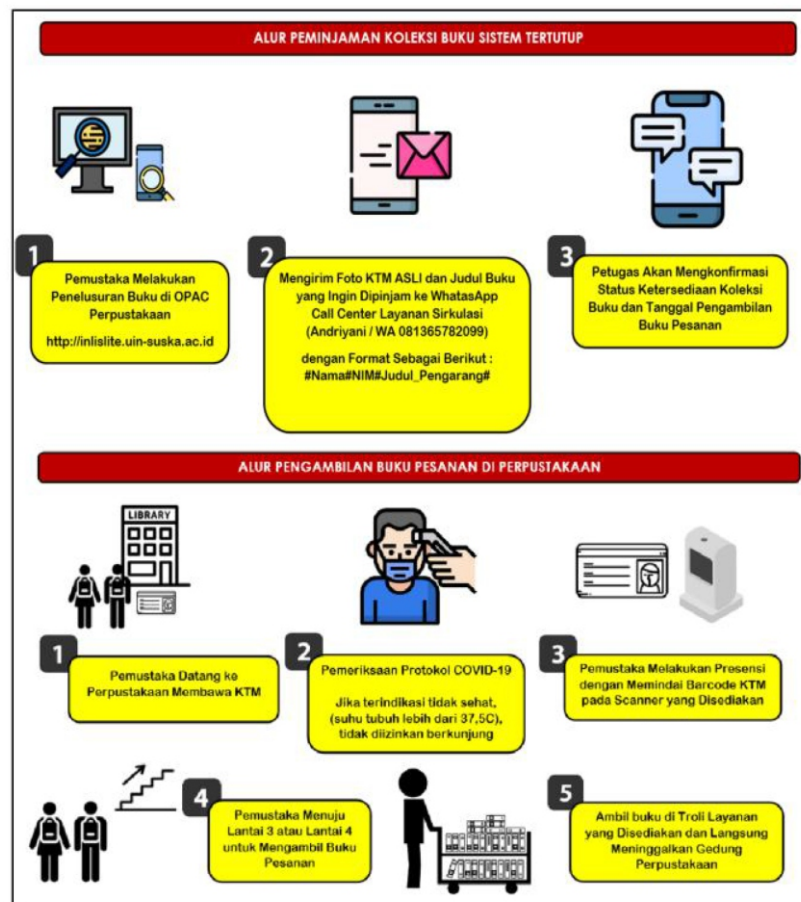 ALUR PEMINJAMAN KOLEKSI BUKU SISTEM TERTUTUP
1
Pemustaka Melakukan
Penelusuran Buku di OPAC
Perpustakaan
http://inlislite.uin-suska.ac.id
2
Mengirim Foto KTM ASLI dan Judul Buku
yang Ingin Dipinjam ke WhatasApp
Call Center Layanan Sirkulasi
(Andriyani / WA 081365782099)
dengan Format Sebagai Berikut :
#Nama#NIM#Judul_Pengarang#
3
Petugas Akan Mengkonfirmasi
Status Ketersediaan Koleksi
Buku dan Tanggal Pengambilan
Buku Pesanan
ALUR PENGAMBILAN BUKU PESANAN DI PERPUSTAKAAN
LIBRARY
1
Pemustaka Datang ke
Perpustakaan Membawa KTM
2
Pemeriksaan Protokol COVID-19
Jika terindikasi tidak sehat,
(suhu tubuh lebih dari 37,5C),
tidak diizinkan berkunjung
3
Pemustaka Melakukan Presensi
dengan Memindai Barcode KTM
pada Scanner yang Disediakan
4
Pemustaka Menuju
Lantai 3 atau Lantai 4
untuk Mengambil Buku
Pesanan
5
Ambil buku di Troli Layanan
yang Disediakan dan Langsung
Meninggalkan Gedung
Perpustakaan